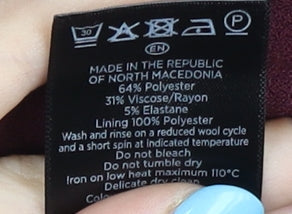 30
P
EN
MADE IN THE REPUBLIC
OF NORTH MACEDONIA
64% Polyester
31% Viscose/Rayon
5% Elastane
Lining 100% Polyester
Wash and rinse on a reduced wool cycle
and a short spin at indicated temperature
Do not bleach
Do not tumble dry
Iron on low heat maximum 110°C
Delicate dry clean